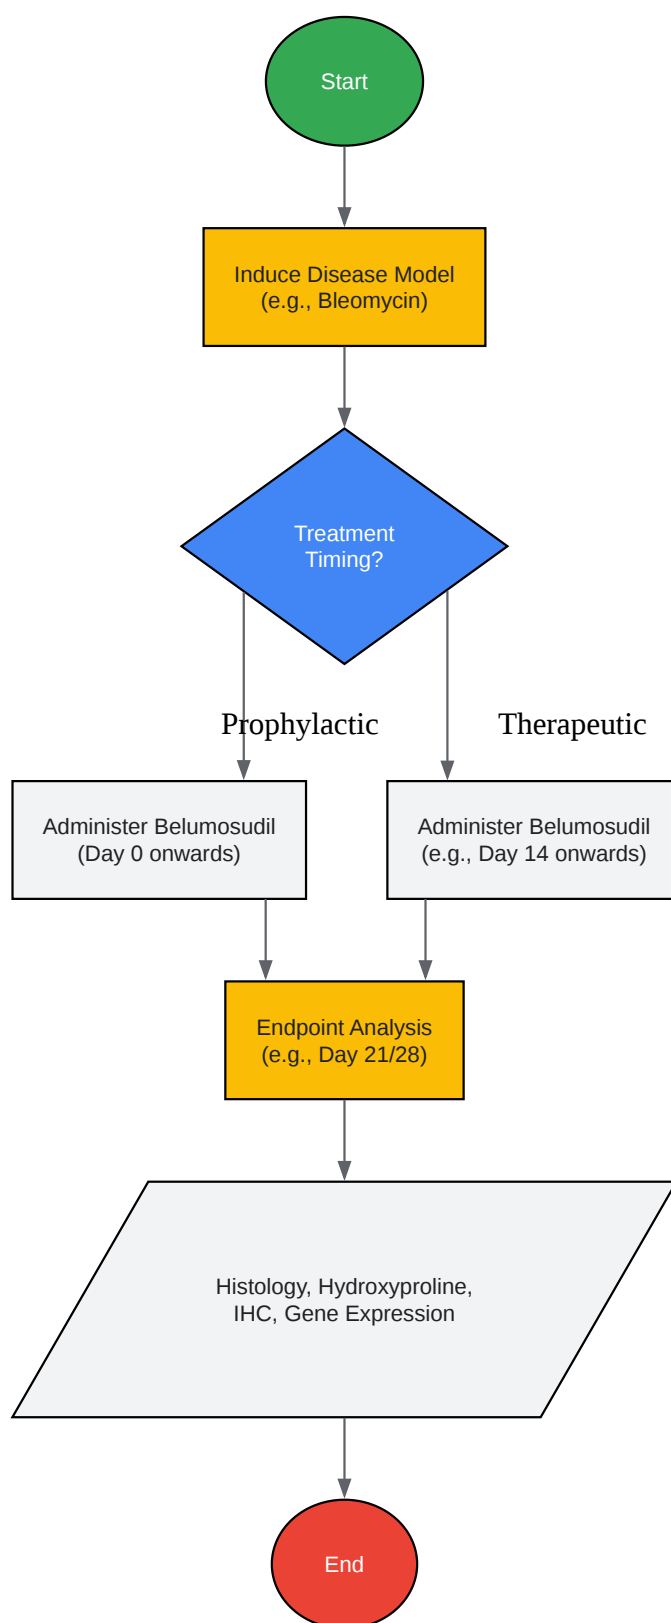 Start
Induce Disease Model
(e.g., Bleomycin)
Treatment
Timing?
Prophylactic
Therapeutic
Administer Belumosudil
(Day 0 onwards)
Administer Belumosudil
(e.g., Day 14 onwards)
Endpoint Analysis
(e.g., Day 21/28)
Histology, Hydroxyproline,
IHC, Gene Expression
End